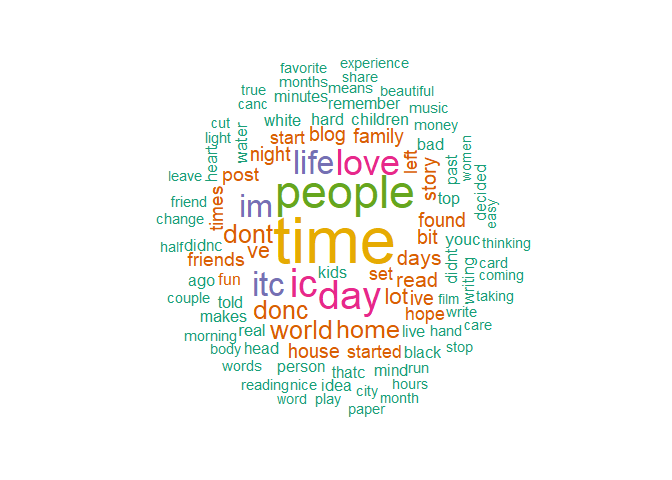 experience
favorite
share
months
means
true
beautiful
minutes
canc
remember
music
cut
white
hard
children
money
light
water
start
blog
family
bad
women
heart
night
life
love
left
story
past
leave
post
people
top
decided
friend
times
im
found
easy
change
dont
time
bit
youc
thinking
half
didnc
ve
days
didnt
card
friends
kids
set
read
writing
coming
ago
fun
itc
ic
day
lot
ive
film
taking
couple
told
donc
hope
write
makes
world
home
live
hand
care
morning
real
house
started
black
stop
body
head
words
person
thatc
mind
run
reading
nice
idea
hours
city
word
play
month
paper